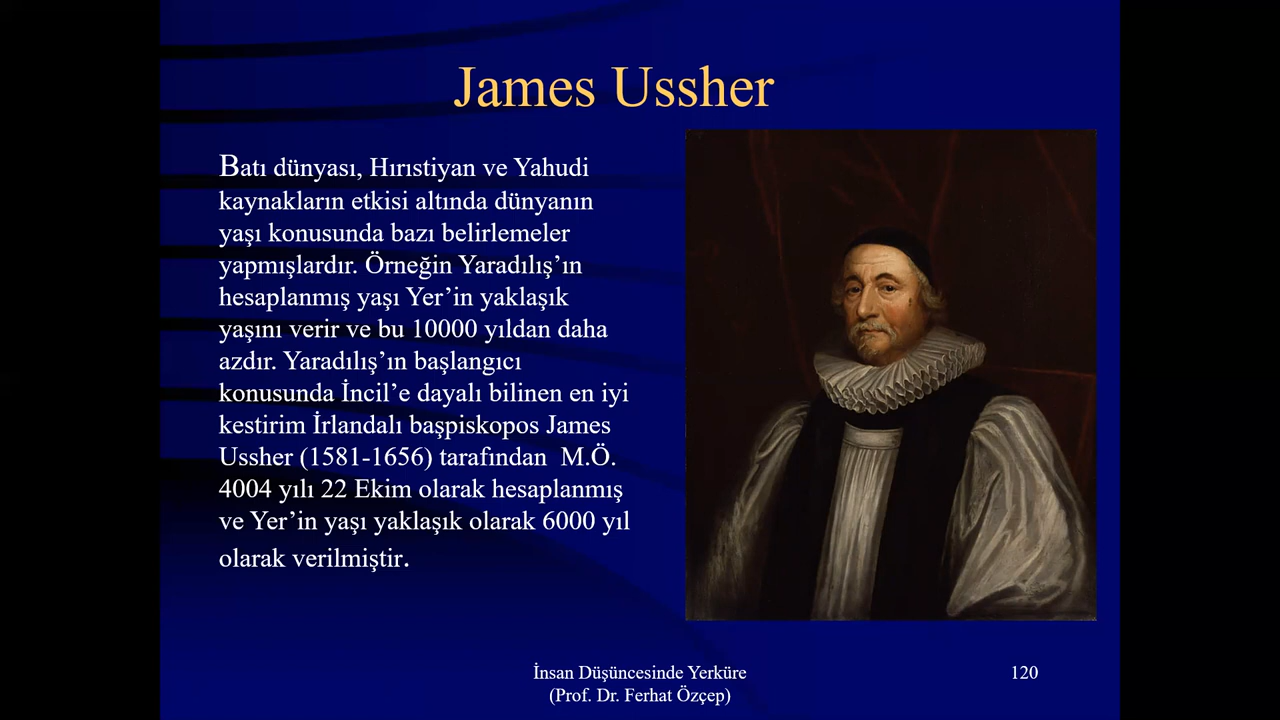 James Ussher
Batı dünyası, Hırıstiyan ve Yahudi
kaynakların etkisi altında dünyanın
yaşı konusunda bazı belirlemeler
yapmışlardır. Örneğin Yaradılış’ın
hesaplanmış yaşı Yer’in yaklaşık
yaşını verir ve bu 10000 yıldan daha
azdır. Yaradılış’ın başlangıcı
konusunda İncil’e dayalı bilinen en iyi
kestirim İrlandalı başpiskopos James
Ussher (1581-1656) tarafından M.Ö.
4004 yılı 22 Ekim olarak hesaplanmış
ve Yer’in yaşı yaklaşık olarak 6000 yıl
olarak verilmiştir.
İnsan Düşüncesinde Yerküre
(Prof. Dr. Ferhat Özçep)
120